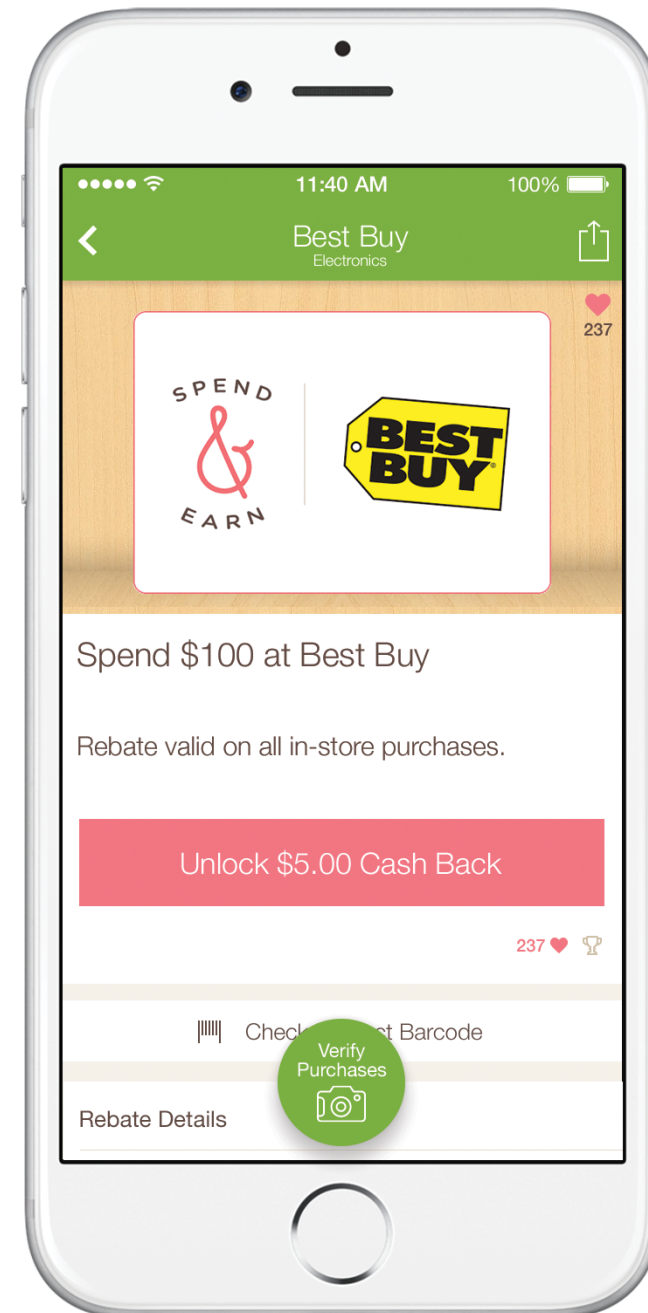 11:40 AM 100%
Best Buy
Electronics
237
SPEND
&
EARN
BEST
BUY®
Spend $100 at Best Buy
Rebate valid on all in-store purchases.
Unlock $5.00 Cash Back
237
Barcode
Verify
Purchases
Rebate Details